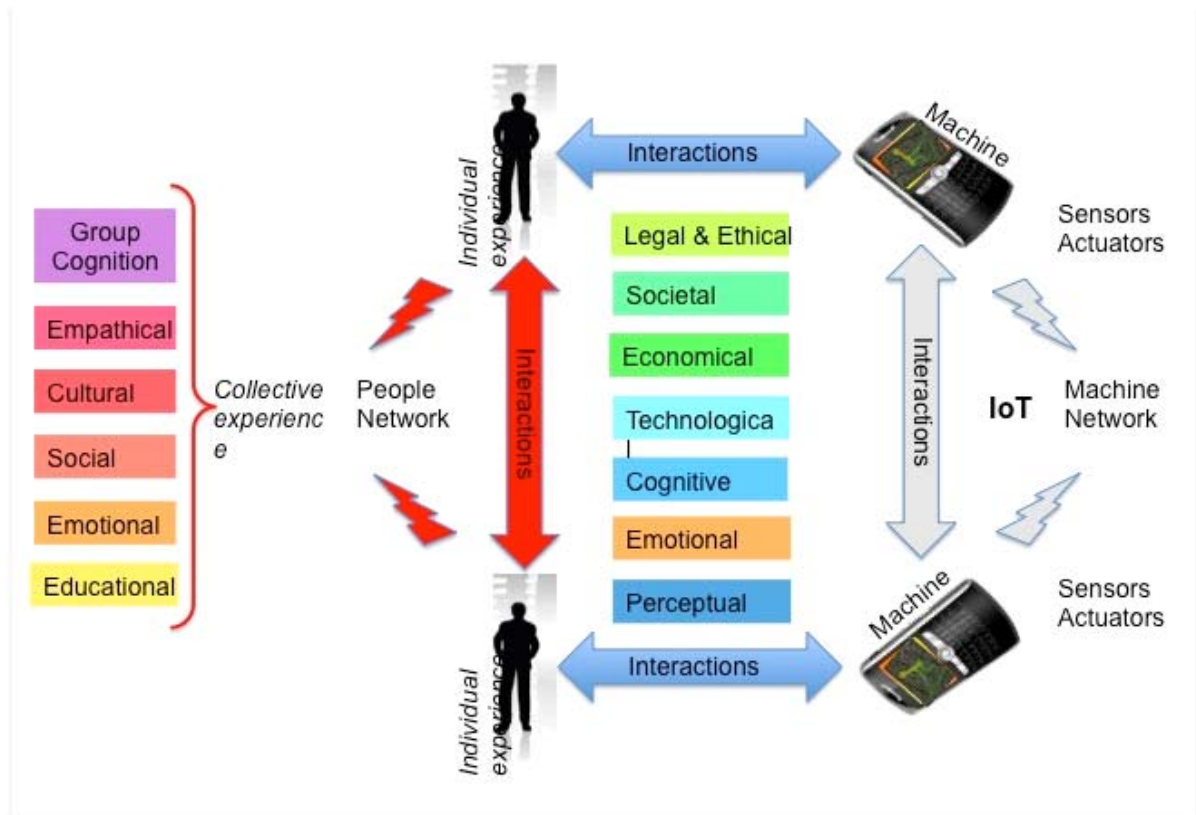 Group
Cognition
Empathical
Cultural
Social
Emotional
Educational
Collective
experienc
e
People
Network
Individual
experience
Interactions
Individual
experience
Interactions
Legal & Ethical
Societal
Economical
Technologica
l
Cognitive
Emotional
Perceptual
Interactions
Machine
Sensors
Actuators
Interactions
IoT
Machine
Network
Machine
Sensors
Actuators